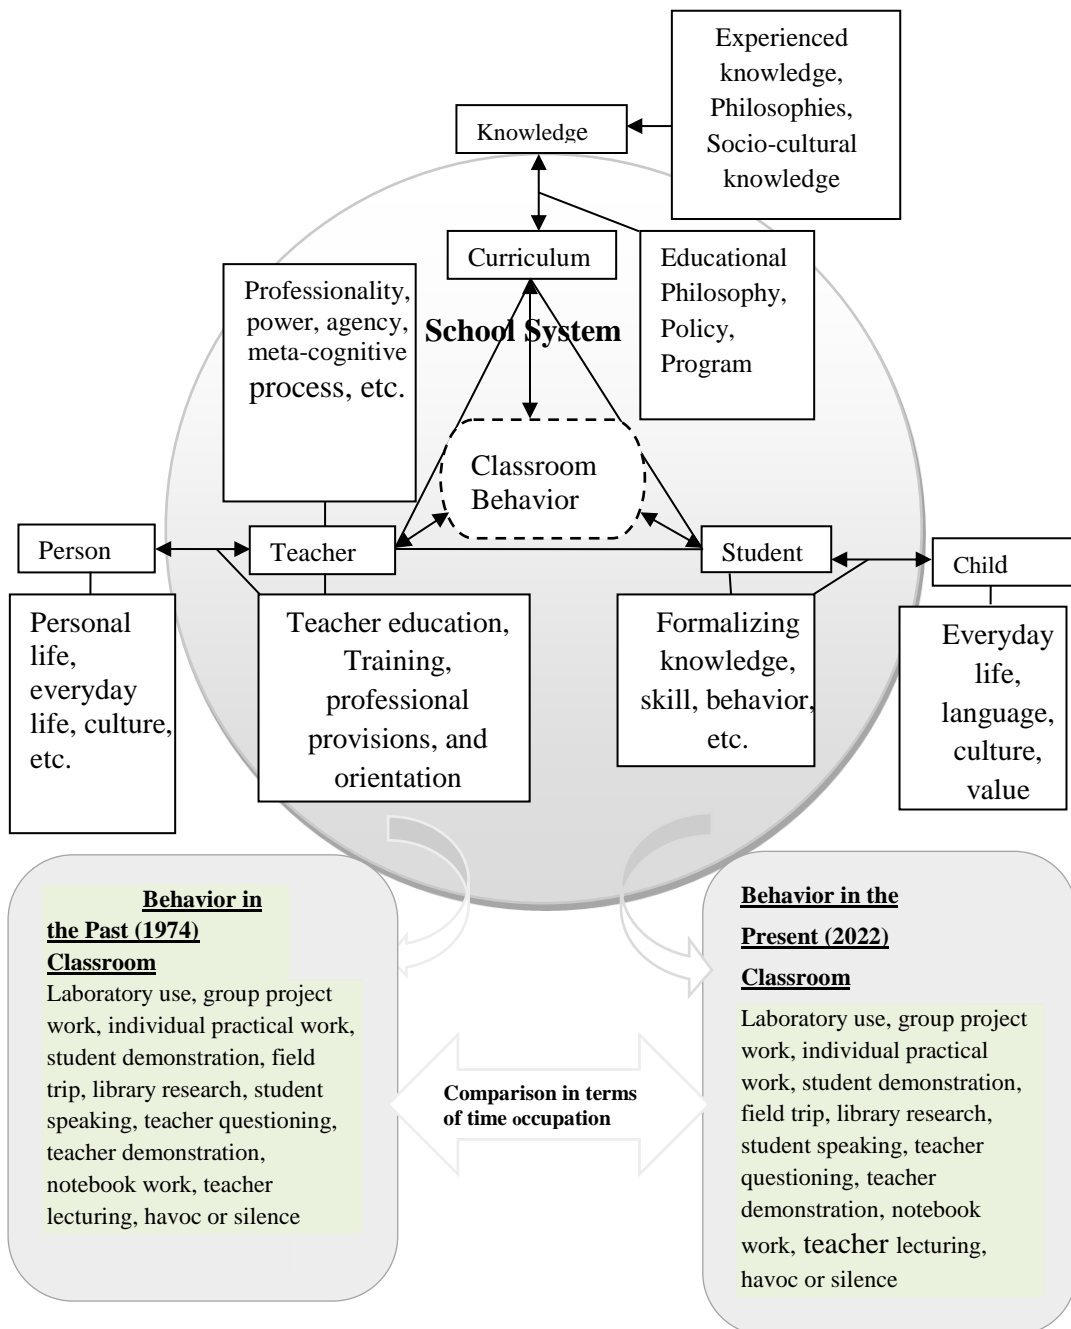 Experienced
knowledge,
Philosophies,
Socio-cultural
knowledge
Knowledge
Curriculum
Educational
Philosophy,
Policy,
Program
Professionality,
power, agency,
meta-cognitive
process, etc.
School System
Classroom
Behavior
Person
Teacher
Student
Child
Personal
life,
everyday
life, culture,
etc.
Teacher education,
Training,
professional
provisions, and
orientation
Formalizing
knowledge,
skill, behavior,
etc.
Everyday
life,
language,
culture,
value
Behavior in
the Past (1974)
Classroom
Laboratory use, group project
work, individual practical work,
student demonstration, field
trip, library research, student
speaking, teacher questioning,
teacher demonstration,
notebook work, teacher
lecturing, havoc or silence
Comparison in terms
of time occupation
Behavior in the
Present (2022)
Classroom
Laboratory use, group project
work, individual practical
work, student demonstration,
field trip, library research,
student speaking, teacher
questioning, teacher
demonstration, notebook
work, teacher lecturing,
havoc or silence